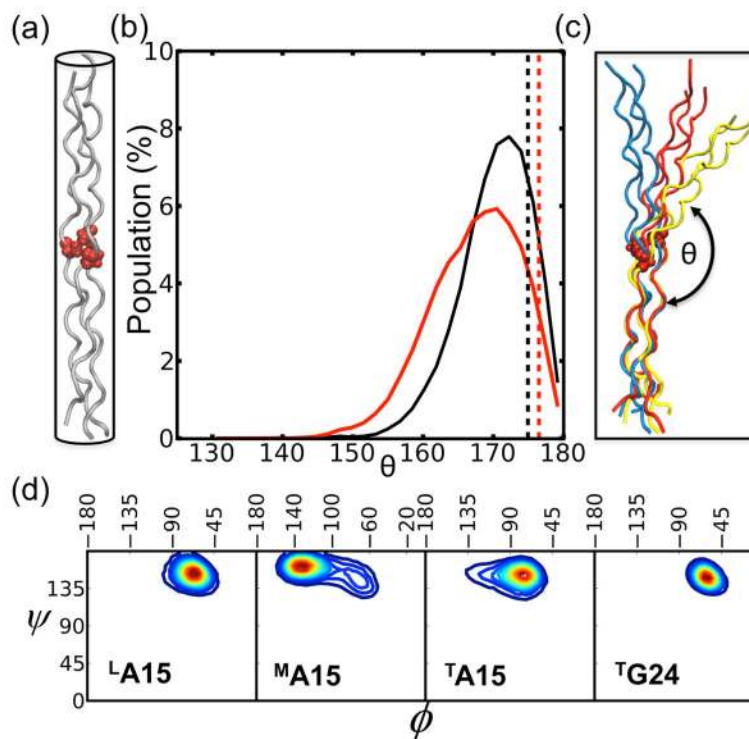 (a)
(b)
(c)
10
8
6
4
2
0
Population (%)
130 140 150 160 170 180
θ
θ
(d)
180 135 90 45 180 140 100 60 20 180 135 90 45 180 90 45
135
90
45
0
ψ
ᴸA15
ᴹA15
ᵀA15
ᵀG24
ϕ